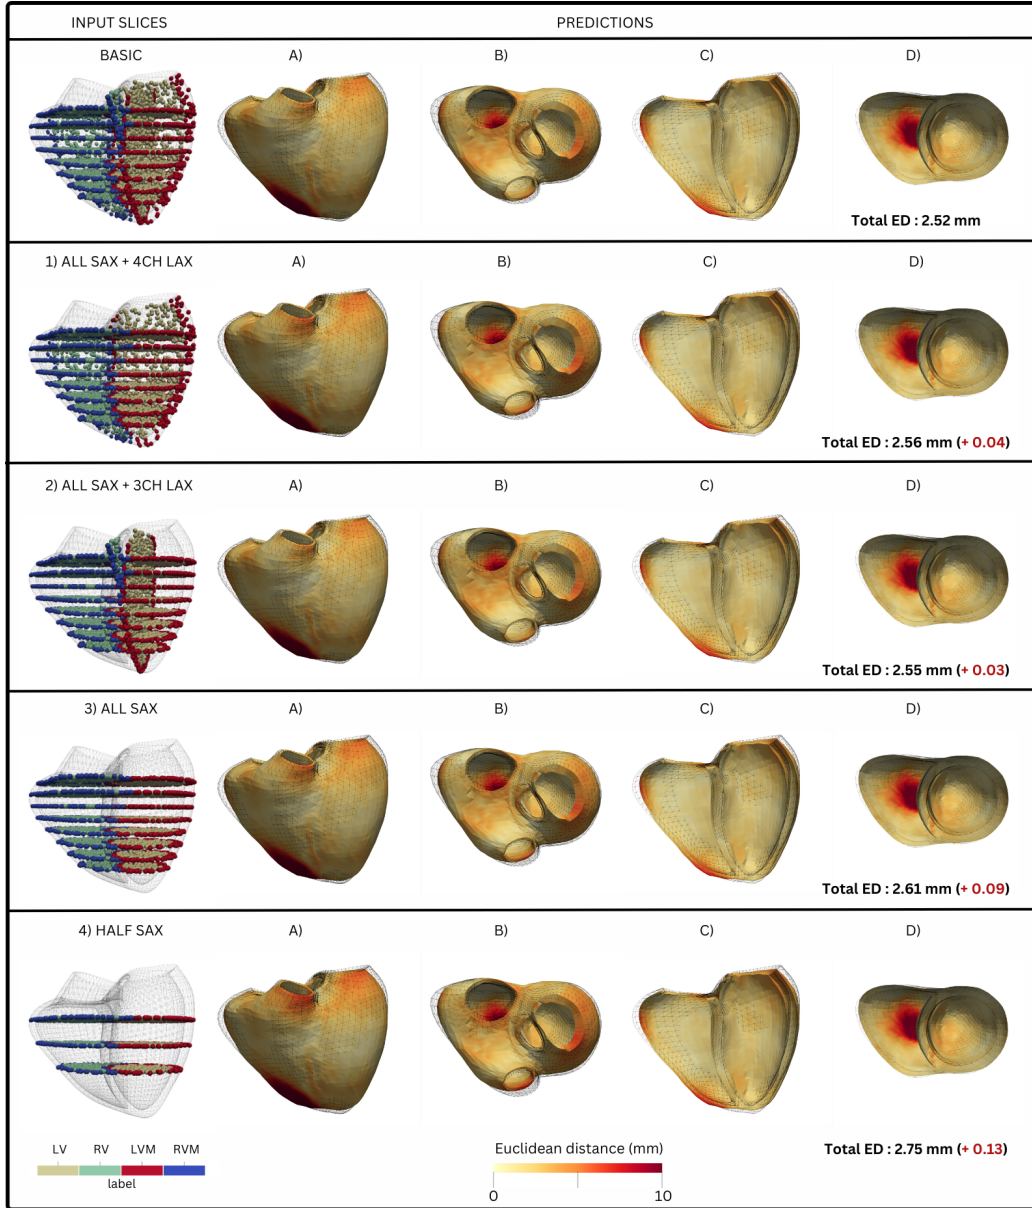 INPUT SLICES PREDICTIONS
BASIC A) B) C) D)
Total ED : 2.52 mm
1) ALL SAX + 4CH LAX A) B) C) D)
Total ED : 2.56 mm (+ 0.04)
2) ALL SAX + 3CH LAX A) B) C) D)
Total ED : 2.55 mm (+ 0.03)
3) ALL SAX A) B) C) D)
Total ED : 2.61 mm (+ 0.09)
4) HALF SAX A) B) C) D)
LV RV LVM RVM
label
Euclidean distance (mm)
0 10
Total ED : 2.75 mm (+ 0.13)